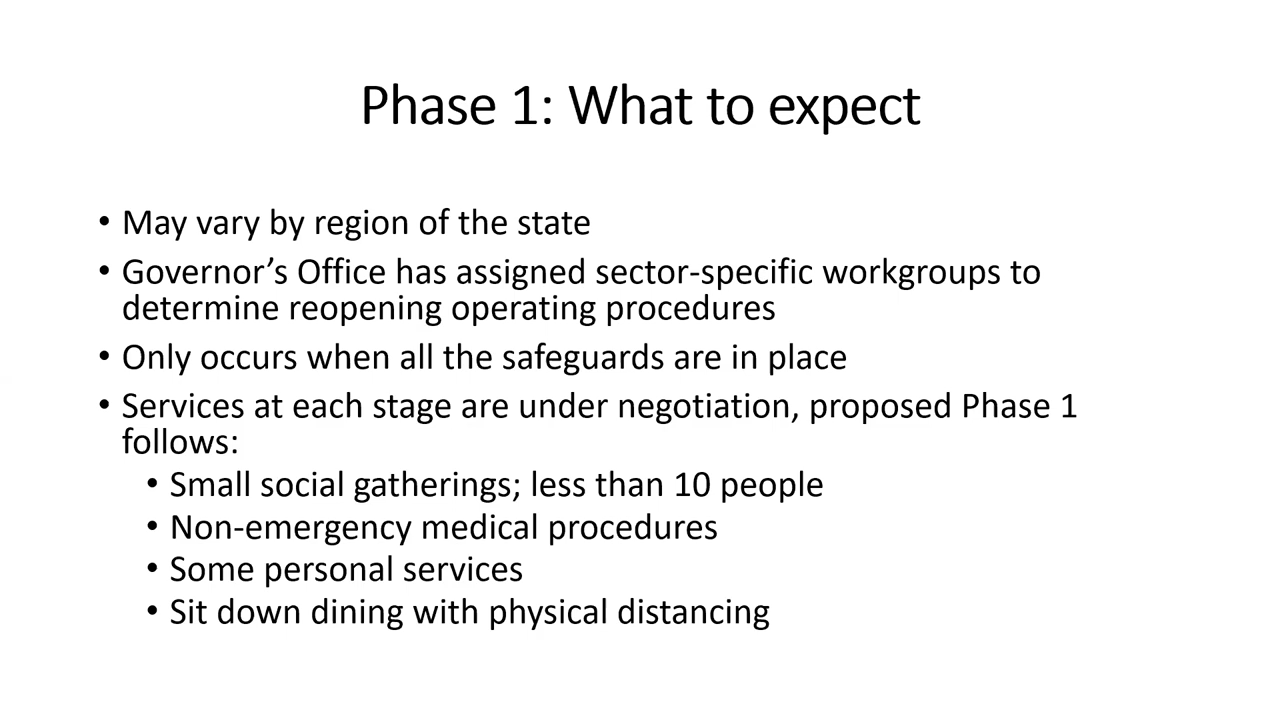 Phase 1: What to expect
• May vary by region of the state
• Governor’s Office has assigned sector-specific workgroups to
determine reopening operating procedures
• Only occurs when all the safeguards are in place
• Services at each stage are under negotiation, proposed Phase 1
follows:
• Small social gatherings; less than 10 people
• Non-emergency medical procedures
• Some personal services
• Sit down dining with physical distancing